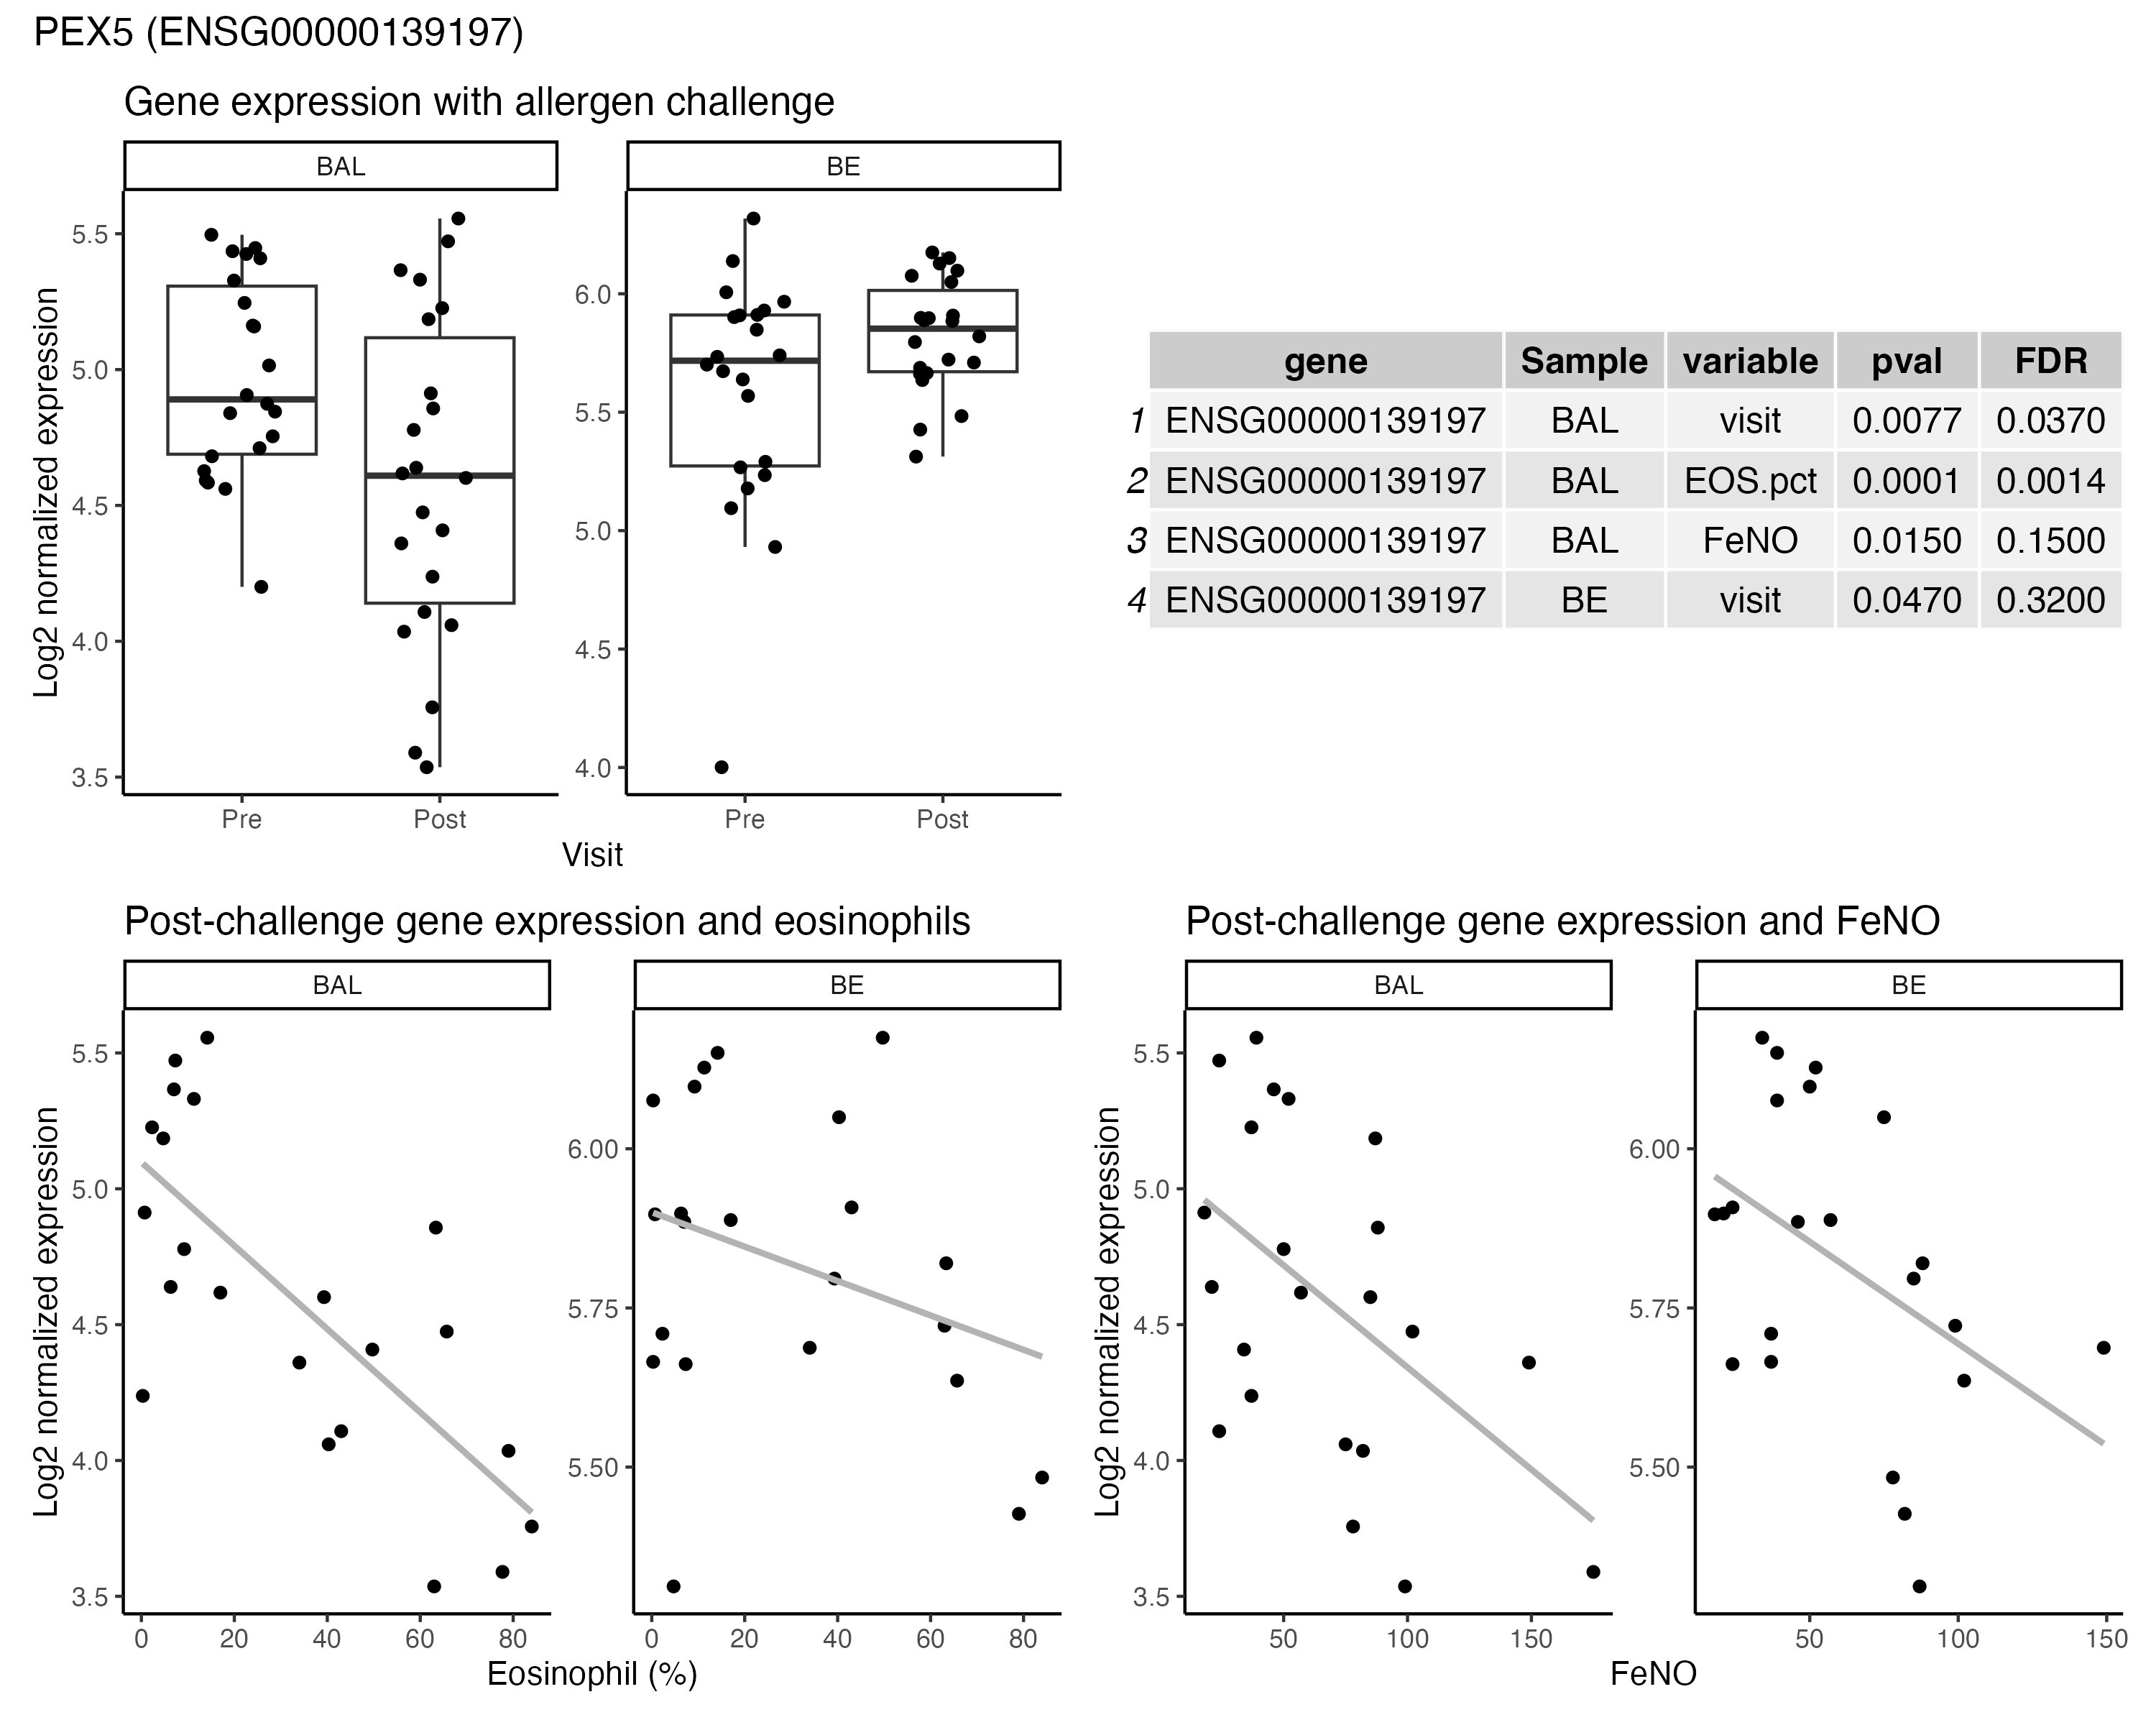 PEX5 (ENSG00000139197)
Gene expression with allergen challenge
BAL
BE
Log2 normalized expression
5.5
5.0
4.5
4.0
3.5
6.0
5.5
5.0
4.5
4.0
Pre
Post
Pre
Post
Visit
gene Sample variable pval FDR
1 ENSG00000139197 BAL visit 0.0077 0.0370
2 ENSG00000139197 BAL EOS.pct 0.0001 0.0014
3 ENSG00000139197 BAL FeNO 0.0150 0.1500
4 ENSG00000139197 BE visit 0.0470 0.3200
Post-challenge gene expression and eosinophils
BAL
BE
Log2 normalized expression
5.5
5.0
4.5
4.0
3.5
6.00
5.75
5.50
0 20 40 60 80
0 20 40 60 80
Eosinophil (%)
Post-challenge gene expression and FeNO
BAL
BE
Log2 normalized expression
5.5
5.0
4.5
4.0
3.5
6.00
5.75
5.50
50 100 150
50 100 150
FeNO